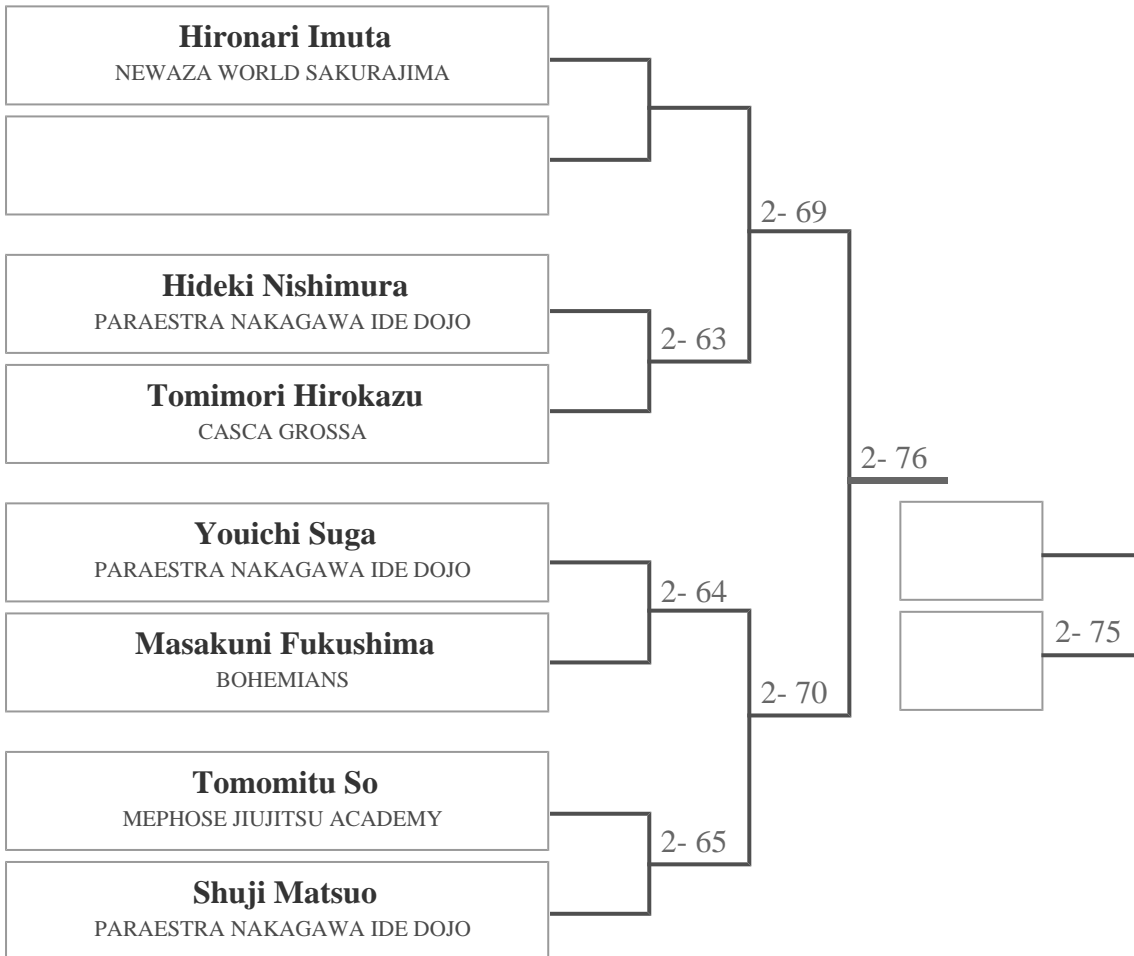 Hironari Imuta
NEWAZA WORLD SAKURAJIMA
2- 69
Hideki Nishimura
PARAESTRA NAKAGAWA IDE DOJO
2- 63
Tomimori Hirokazu
CASCA GROSSA
2- 76
Youichi Suga
PARAESTRA NAKAGAWA IDE DOJO
2- 64
Masakuni Fukushima
BOHEMIANS
2- 75
2- 70
Tomomitu So
MEPHOSE JIUJITSU ACADEMY
2- 65
Shuji Matsuo
PARAESTRA NAKAGAWA IDE DOJO